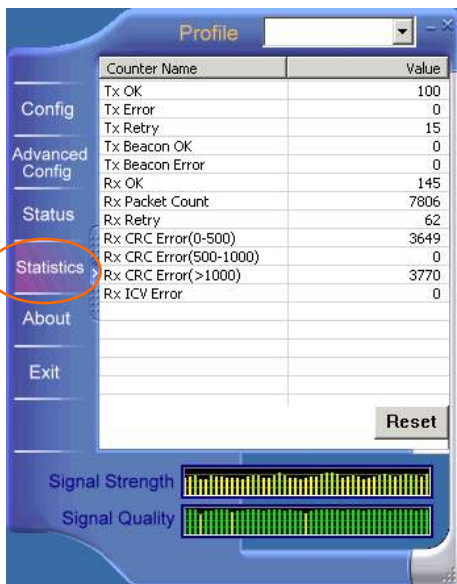 Profile
Config
Advanced
Config
Status
Statistics
About
Exit
Counter Name Value
Tx OK 100
Tx Error 0
Tx Retry 15
Tx Beacon OK 0
Tx Beacon Error 0
Rx OK 145
Rx Packet Count 7806
Rx Retry 62
Rx CRC Error(0-500) 3649
Rx CRC Error(500-1000) 0
Rx CRC Error(>1000) 3770
Rx ICV Error 0
Reset
Signal Strength
Signal Quality